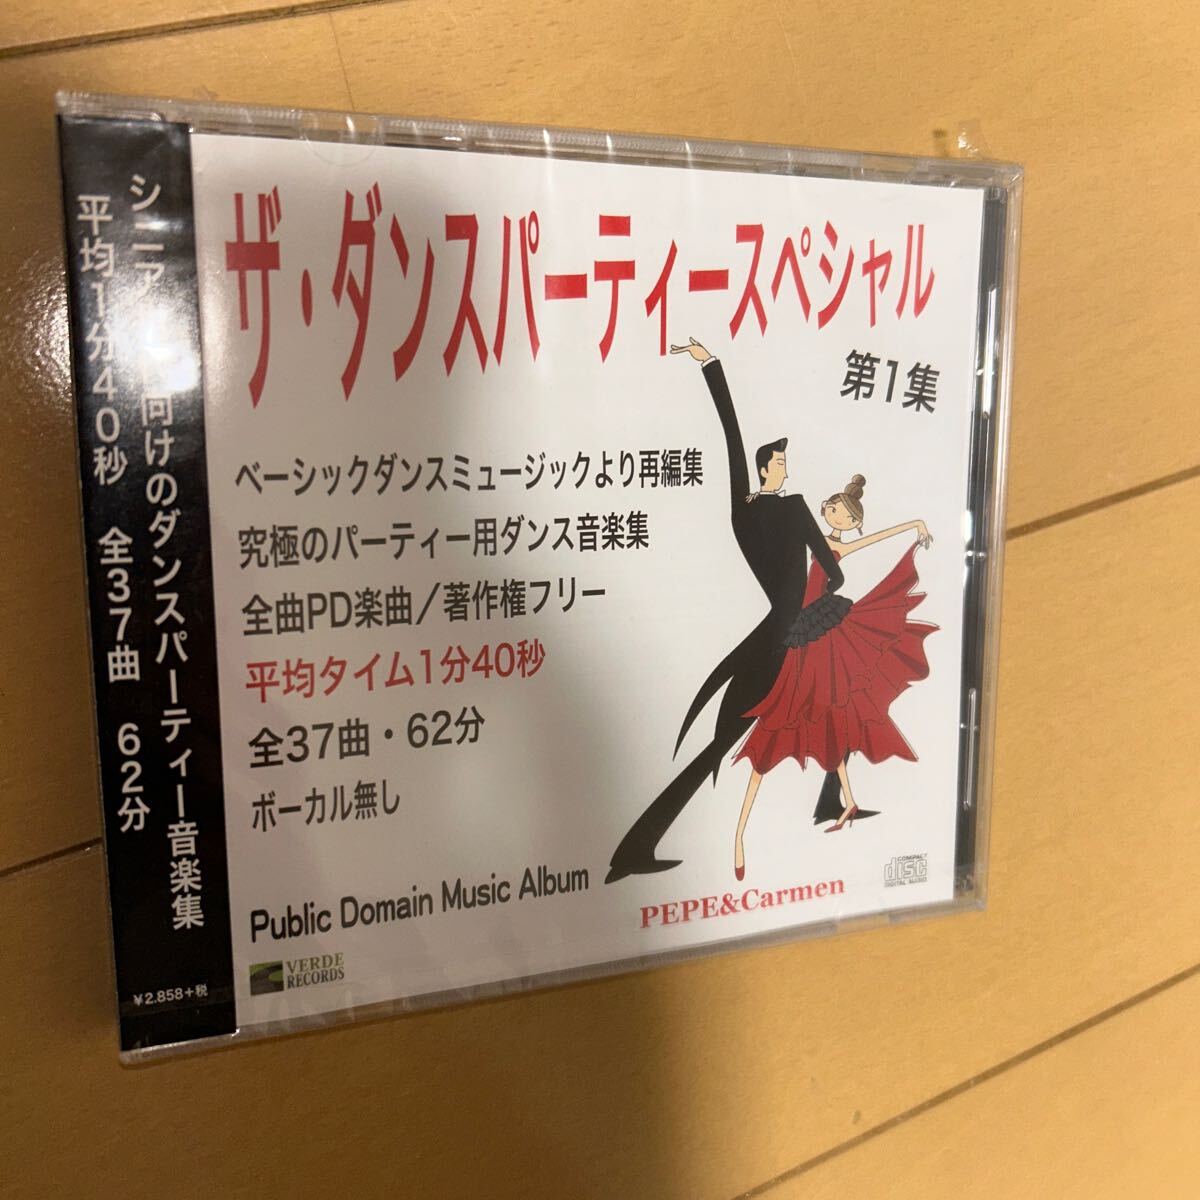 ザ・ダンスパーティースペシャル
第1集
ベーシックダンスミュージックより再編集
究極のパーティー用ダンス音楽集
全曲PD楽曲／著作権フリー
平均タイム1分40秒
全37曲・62分
ボーカル無し
Public Domain Music Album
PEPE&Carmen
COMPACT
disc
DIGITAL AUDIO
VERDE
RECORDS
シニア 向けのダンスパーティー音楽集
平均1分40秒 全37曲 62分
¥2.858+税